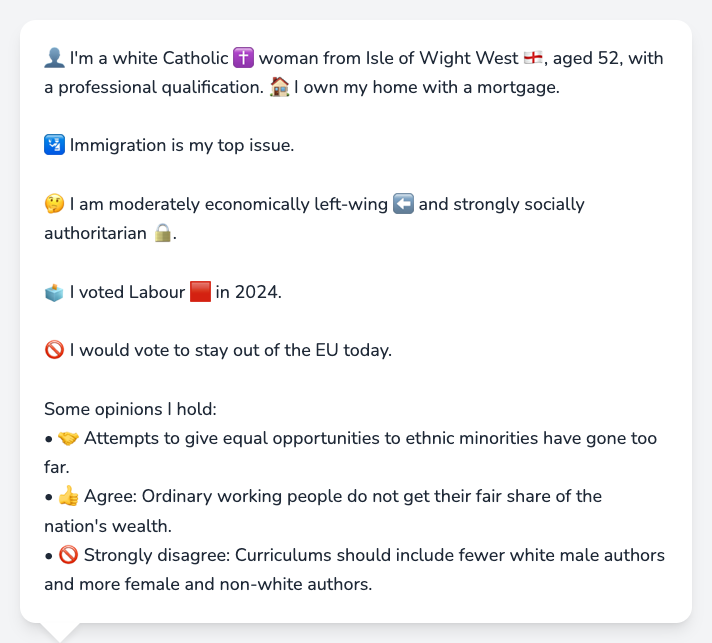 👤 I'm a white Catholic ✝️ woman from Isle of Wight West 🏴󠁧󠁢󠁥󠁮󠁧󠁿, aged 52, with
a professional qualification. 🏠 I own my home with a mortgage.
🛂 Immigration is my top issue.
🤔 I am moderately economically left-wing ⬅️ and strongly socially
authoritarian 🔒.
🗳️ I voted Labour 🟥 in 2024.
🚫 I would vote to stay out of the EU today.
Some opinions I hold:
• 🤝 Attempts to give equal opportunities to ethnic minorities have gone too
far.
• 👍 Agree: Ordinary working people do not get their fair share of the
nation's wealth.
• 🚫 Strongly disagree: Curriculums should include fewer white male authors
and more female and non-white authors.